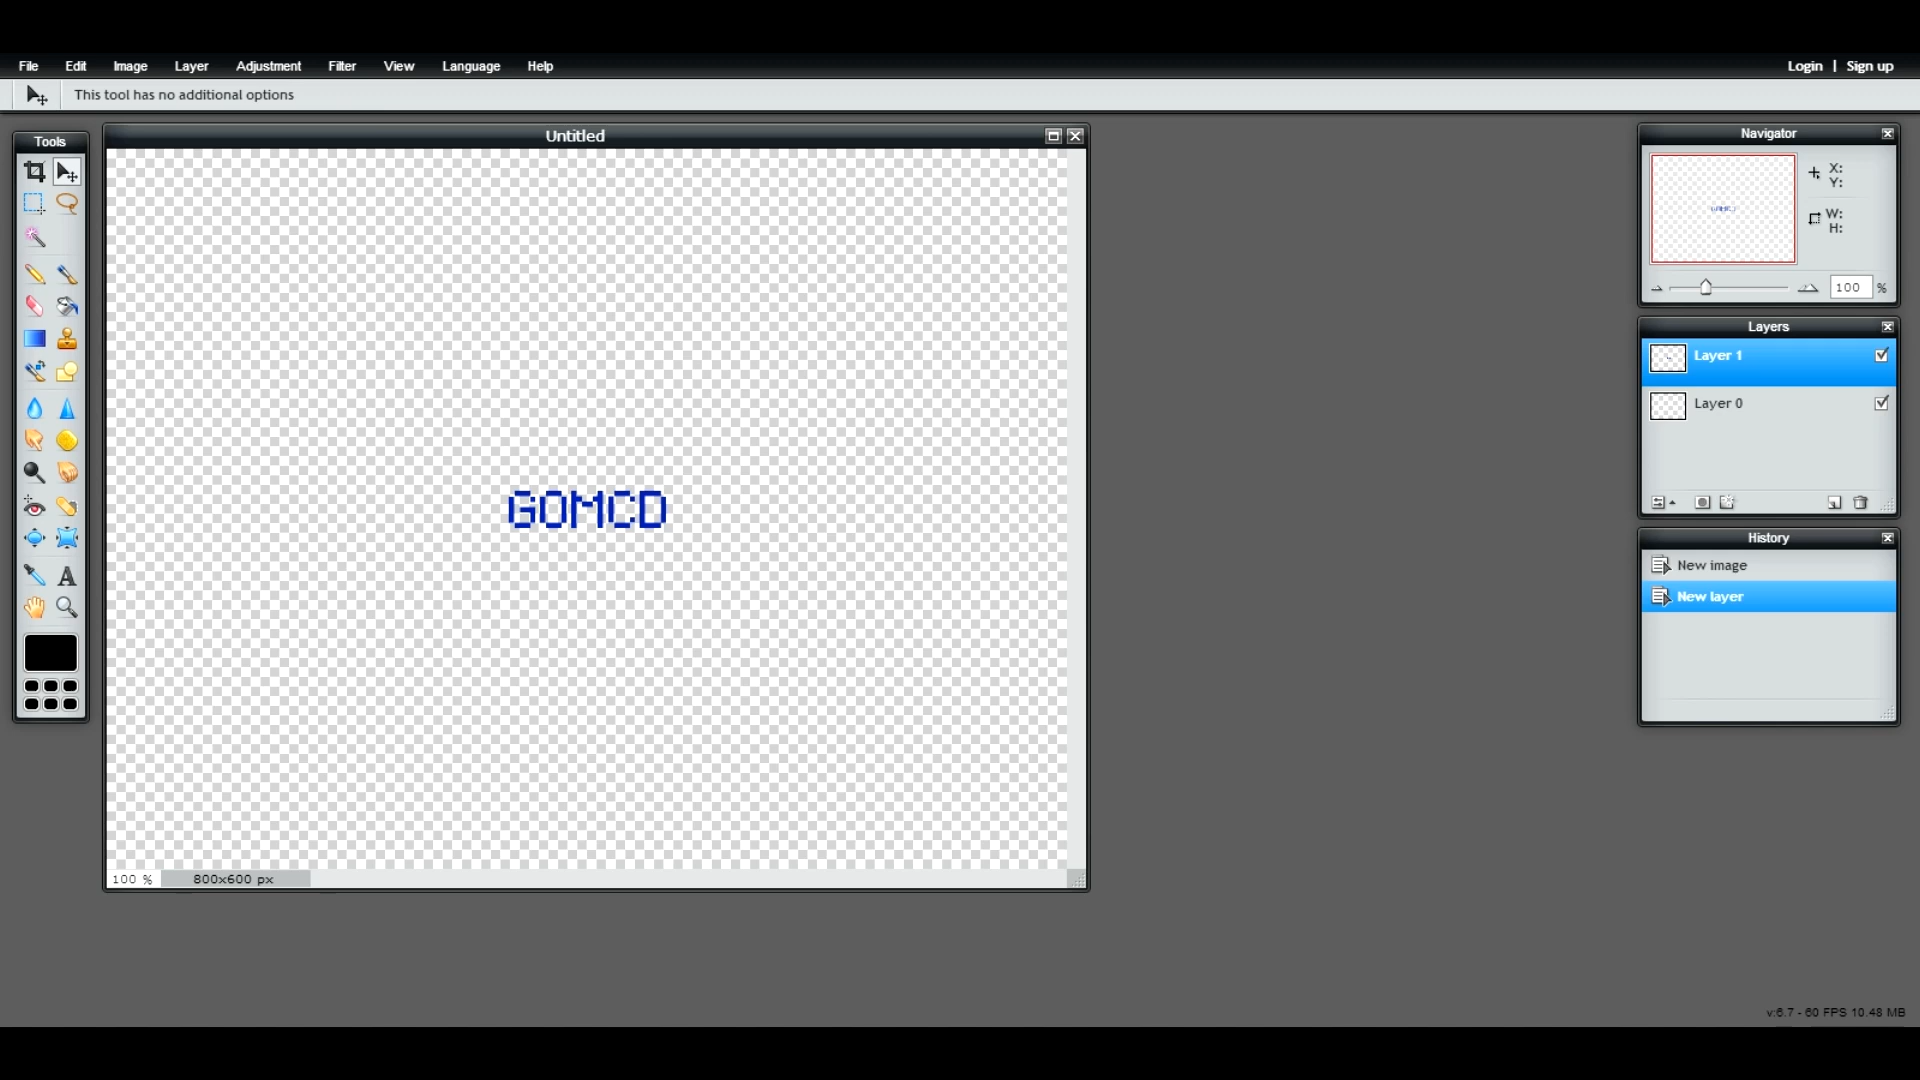 File Edit Image Layer Adjustment Filter View Language Help Login | Sign up
This tool has no additional options
Tools
Untitled
GOMCD
100 % 800x600 px
Navigator
X:
Y:
W:
H:
100 %
Layers
Layer 1
Layer 0
History
New image
New layer
v:6.7 - 60 FPS 10.48 MB